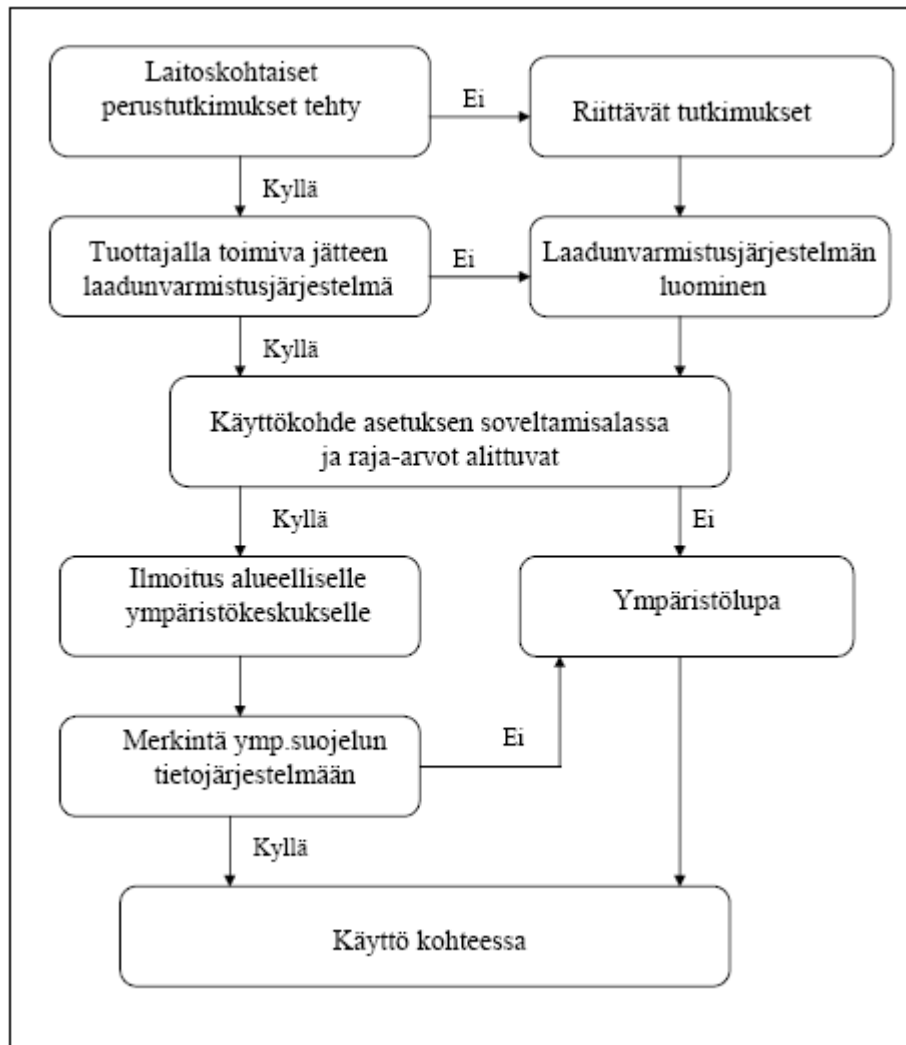 Laitoskohtaiset
perustutkimukset tehty
Ei
Riittävät tutkimukset
Kyllä
Tuottajalla toimiva jätteen
laadunvarmistusjärjestelmä
Ei
Laadunvarmistusjärjestelmän
luominen
Kyllä
Käyttökohde asetuksen soveltamisalassa
ja raja-arvot alittuvat
Kyllä
Ei
Ilmoitus alueelliselle
ympäristökeskukselle
Ympäristölupa
Merkintä ymp.suojelun
tietojärjestelmään
Ei
Kyllä
Käyttö kohteessa